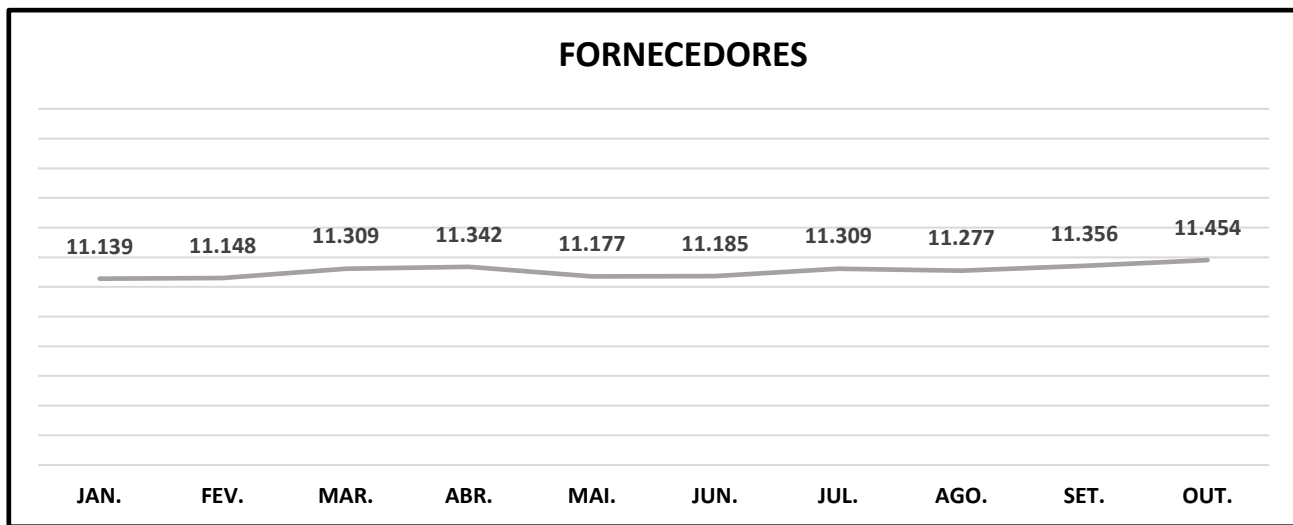 FORNECEDORES
11.139 11.148 11.309 11.342 11.177 11.185 11.309 11.277 11.356 11.454
JAN. FEV. MAR. ABR. MAI. JUN. JUL. AGO. SET. OUT.